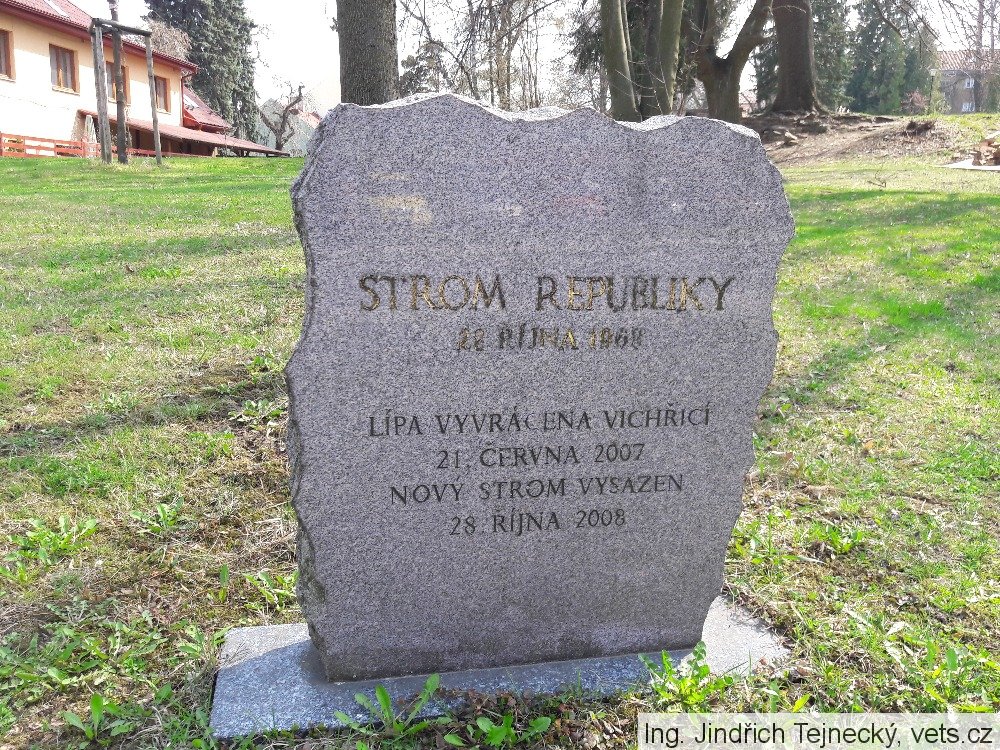 STROM REPUBLIKY
28 ŘÍJNA 1968
LÍPA VYVRÁCENA VICHŘICÍ
21. ČERVNA 2007
NOVÝ STROM VYSAZEN
28. ŘÍJNA 2008
Ing. Jindřich Tejnecký, vets.cz